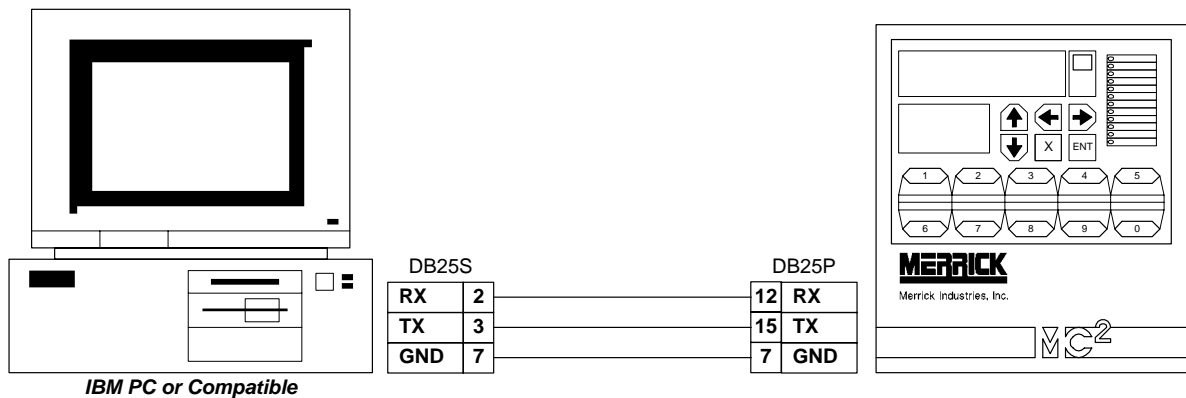 X ENT
1 2 3 4 5
6 7 8 9 0
MERRICK
Merrick Industries, Inc.
MC2
DB25S
RX 2
TX 3
GND 7
DB25P
12 RX
15 TX
7 GND
IBM PC or Compatible